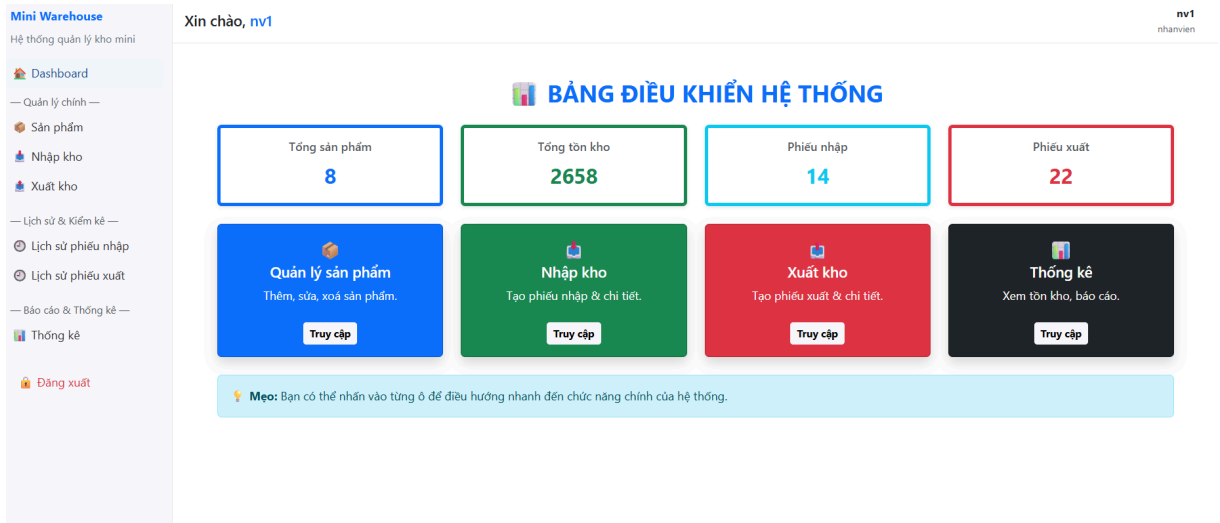 Mini Warehouse
Hệ thống quản lý kho mini
Dashboard
— Quản lý chính —
Sản phẩm
Nhập kho
Xuất kho
— Lịch sử & Kiểm kê —
Lịch sử phiếu nhập
Lịch sử phiếu xuất
— Báo cáo & Thống kê —
Thống kê
Đăng xuất
Xin chào, nv1
nv1
nhanvien
BẢNG ĐIỀU KHIỂN HỆ THỐNG
Tổng sản phẩm
8
Tổng tồn kho
2658
Phiếu nhập
14
Phiếu xuất
22
Quản lý sản phẩm
Thêm, sửa, xoá sản phẩm.
Truy cập
Nhập kho
Tạo phiếu nhập & chi tiết.
Truy cập
Xuất kho
Tạo phiếu xuất & chi tiết.
Truy cập
Thống kê
Xem tồn kho, báo cáo.
Truy cập
Mẹo: Bạn có thể nhấn vào từng ô để điều hướng nhanh đến chức năng chính của hệ thống.